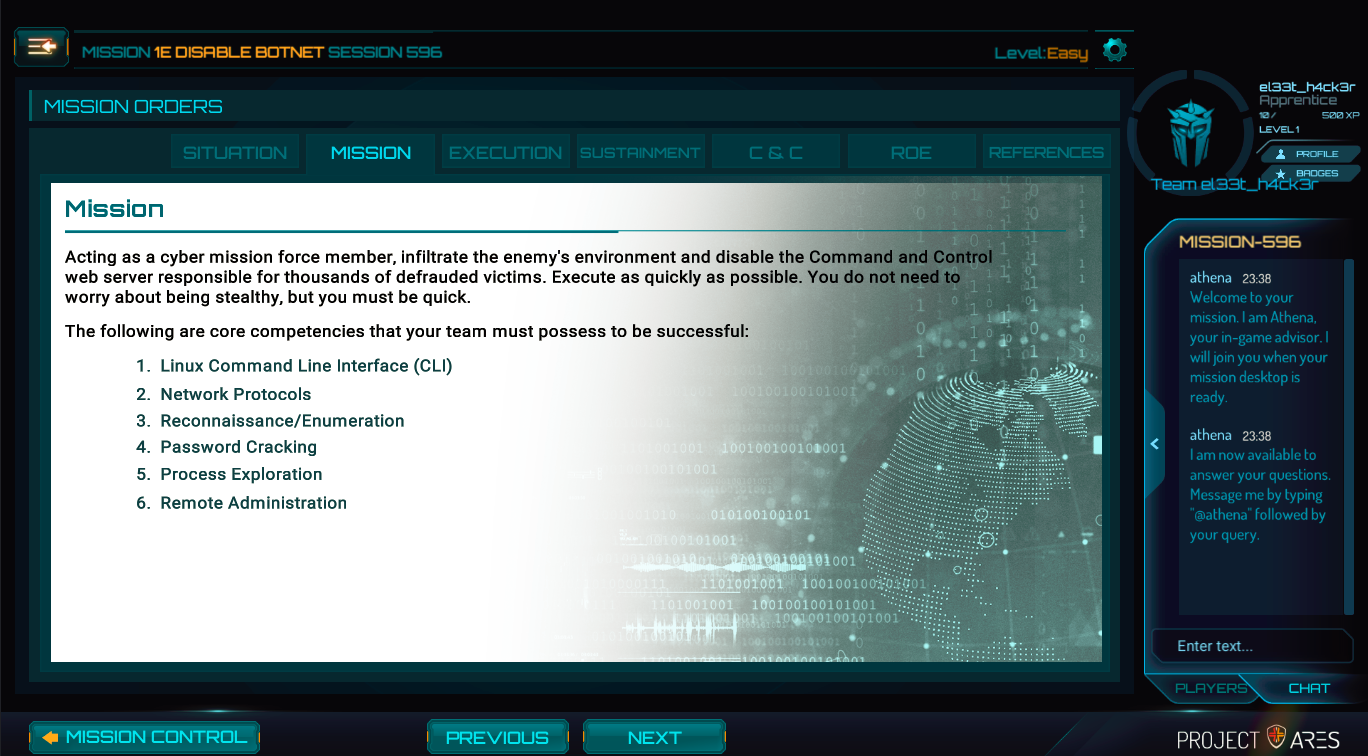 MISSION 1E DISABLE BOTNET SESSION 596
Level:Easy
MISSION ORDERS
SITUATION
MISSION
EXECUTION
SUSTAINMENT
C & C
ROE
REFERENCES
Mission
Acting as a cyber mission force member, infiltrate the enemy's environment and disable the Command and Control
web server responsible for thousands of defrauded victims. Execute as quickly as possible. You do not need to
worry about being stealthy, but you must be quick.
The following are core competencies that your team must possess to be successful:
1. Linux Command Line Interface (CLI)
2. Network Protocols
3. Reconnaissance/Enumeration
4. Password Cracking
5. Process Exploration
6. Remote Administration
el33t_h4ck3r
Apprentice
10 / 500 XP
LEVEL 1
PROFILE
BADGES
Team el33t_h4ck3r
MISSION-596
athena 23:38
Welcome to your
mission. I am Athena,
your in-game advisor. I
will join you when your
mission desktop is
ready.
athena 23:38
I am now available to
answer your questions.
Message me by typing
"@athena" followed by
your query.
<
Enter text...
PLAYERS
CHAT
MISSION CONTROL
PREVIOUS
NEXT
PROJECT ARES